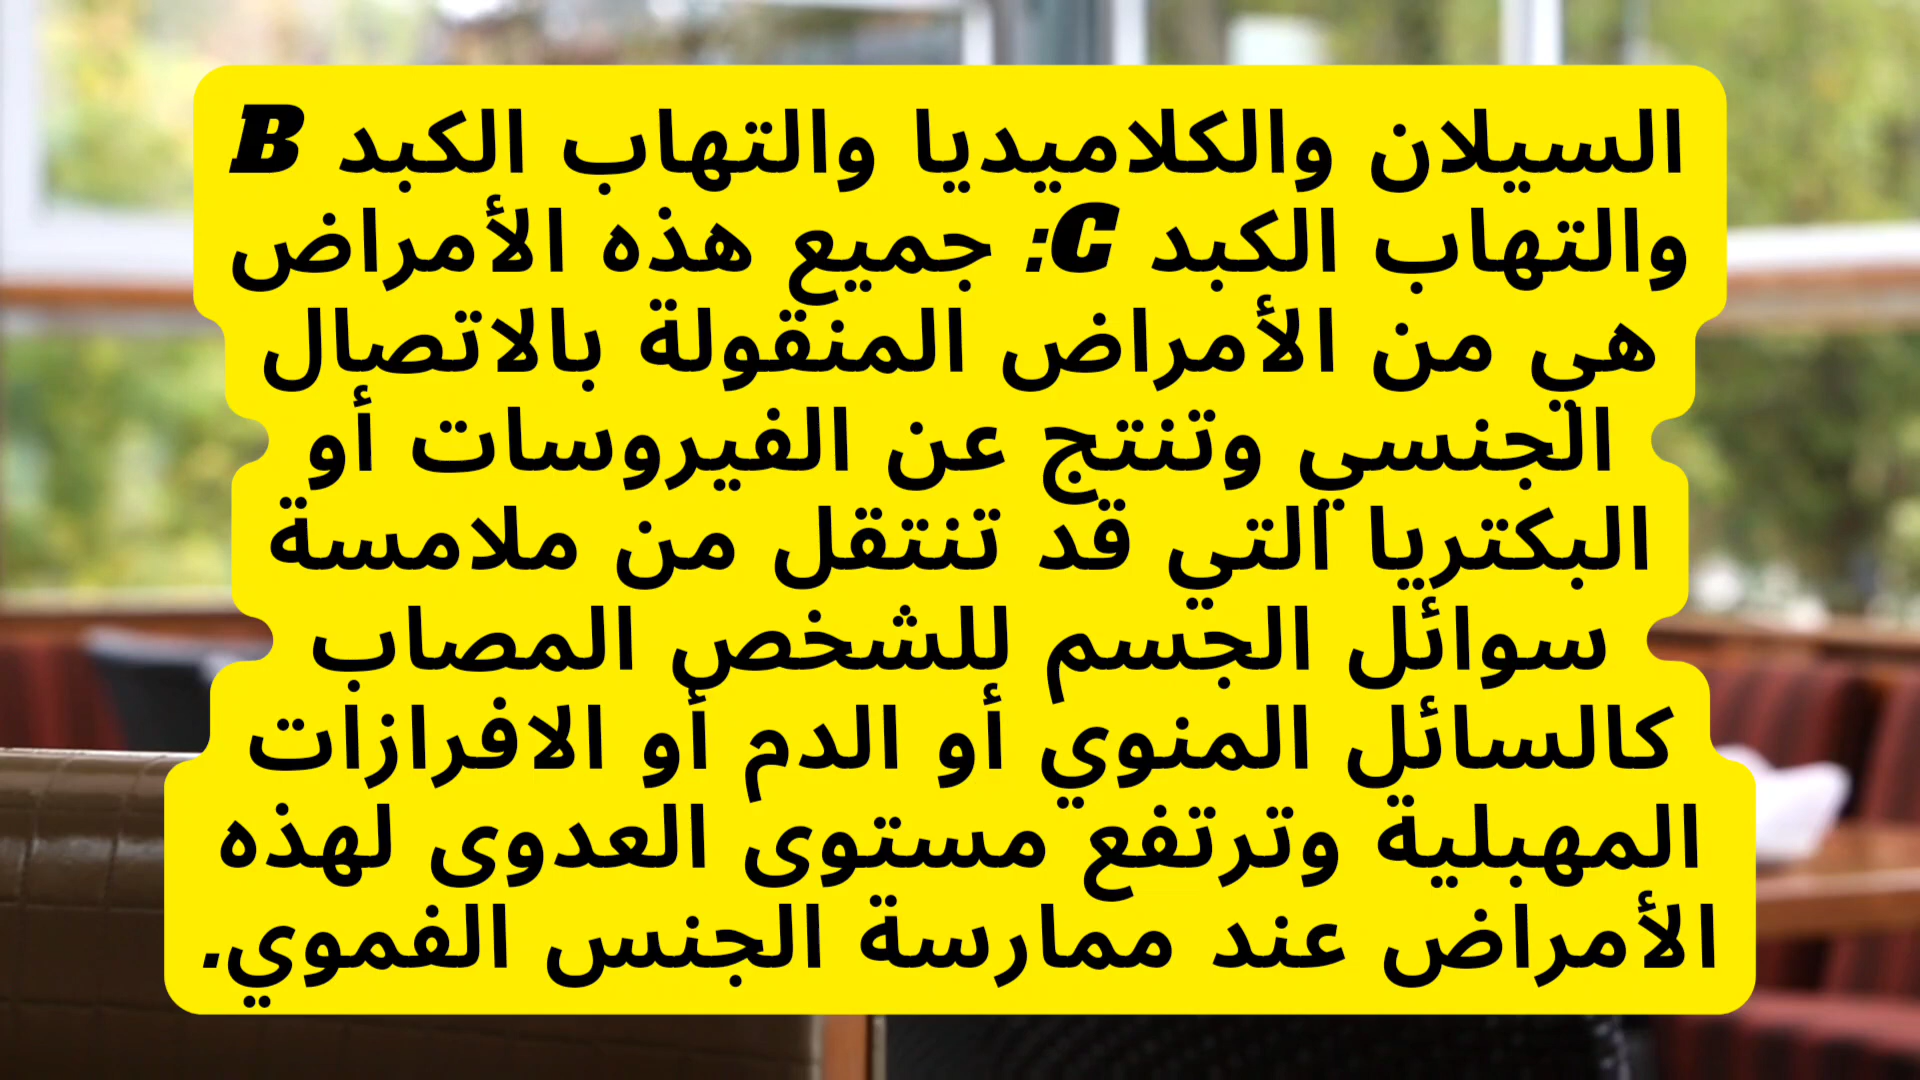 السيلان والكلاميديا والتهاب الكبد B
والتهاب الكبد C: جميع هذه الأمراض
هي من الأمراض المنقولة بالاتصال
الجنسي وتنتج عن الفيروسات أو
البكتريا التي قد تنتقل من ملامسة
سوائل الجسم للشخص المصاب
كالسائل المنوي أو الدم أو الافرازات
المهبلية وترتفع مستوى العدوى لهذه
الأمراض عند ممارسة الجنس الفموي.